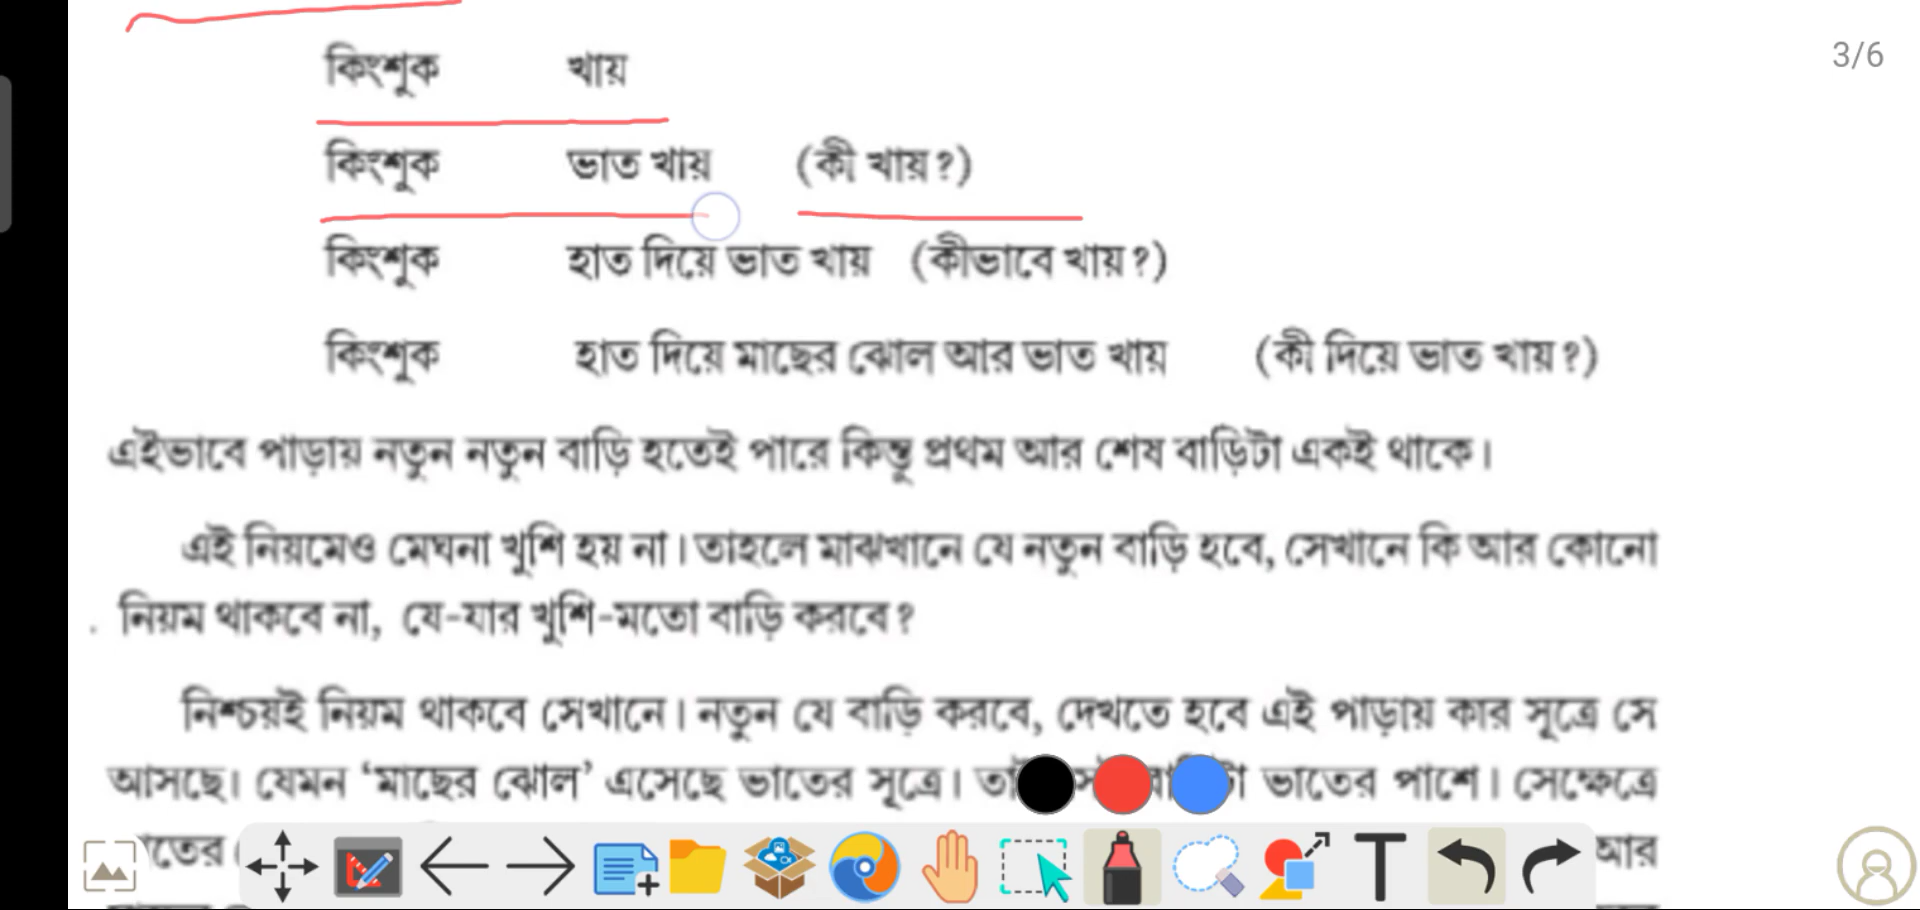 3/6
কিংশুক খায়
কিংশুক ভাত খায় (কী খায়?)
কিংশুক হাত দিয়ে ভাত খায় (কীভাবে খায়?)
কিংশুক হাত দিয়ে মাছের ঝোল আর ভাত খায় (কী দিয়ে ভাত খায়?)
এইভাবে পাড়ায় নতুন নতুন বাড়ি হতেই পারে কিন্তু প্রথম আর শেষ বাড়িটা একই থাকে।
এই নিয়মেও মেঘনা খুশি হয় না। তাহলে মাঝখানে যে নতুন বাড়ি হবে, সেখানে কি আর কোনো
নিয়ম থাকবে না, যে-যার খুশি-মতো বাড়ি করবে?
নিশ্চয়ই নিয়ম থাকবে সেখানে। নতুন যে বাড়ি করবে, দেখতে হবে এই পাড়ায় কার সূত্রে সে
আসছে। যেমন ‘মাছের ঝোল’ এসেছে ভাতের সূত্রে। ভাতের পাশে। সেক্ষেত্রে
আর
T